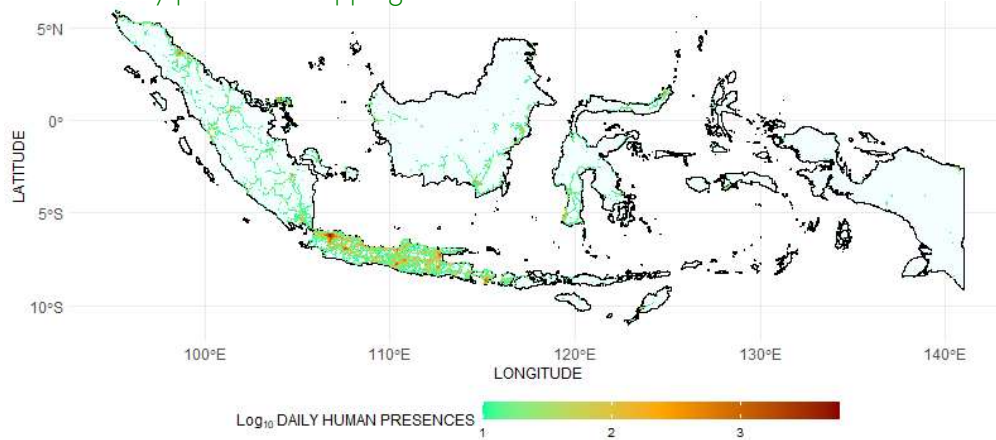 5°N
0°
5°S
10°S
LATITUDE
100°E 110°E 120°E 130°E 140°E
LONGITUDE
Log₁₀ DAILY HUMAN PRESENCES
1 2 3